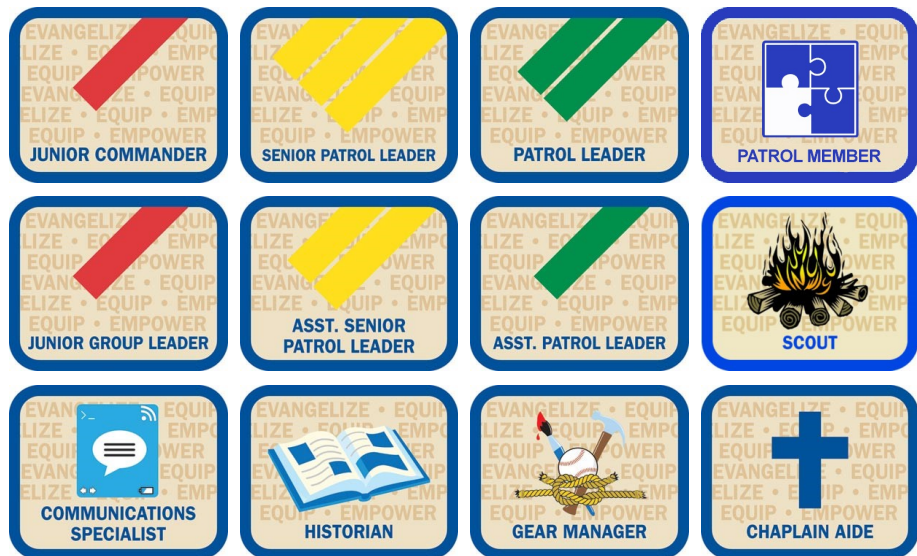 JUNIOR COMMANDER
SENIOR PATROL LEADER
PATROL LEADER
PATROL MEMBER
JUNIOR GROUP LEADER
ASST. SENIOR
PATROL LEADER
ASST. PATROL LEADER
SCOUT
COMMUNICATIONS
SPECIALIST
HISTORIAN
GEAR MANAGER
CHAPLAIN AIDE